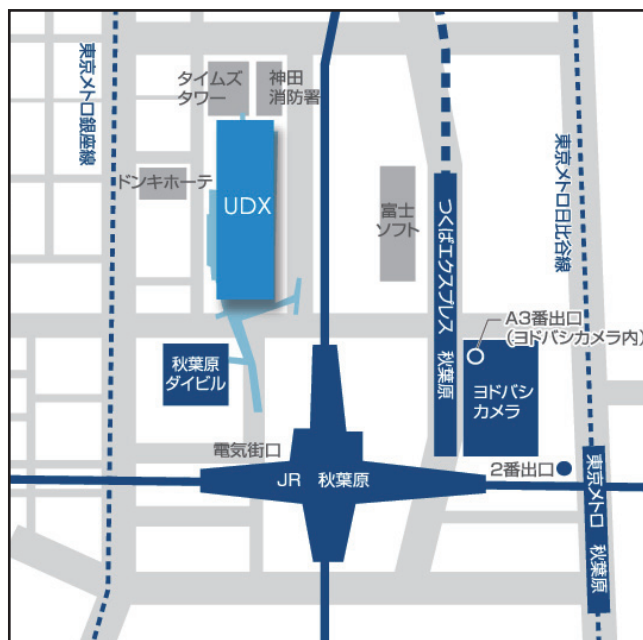 タイムズ
タワー
神田
消防署
東京メトロ銀座線
ドンキホーテ
UDX
富士
ソフト
つくばエクスプレス 秋葉原
東京メトロ日比谷線
A3番出口
(ヨドバシカメラ内)
秋葉原
ダイビル
ヨドバシ
カメラ
電気街口
JR 秋葉原
2番出口
東京メトロ 秋葉原